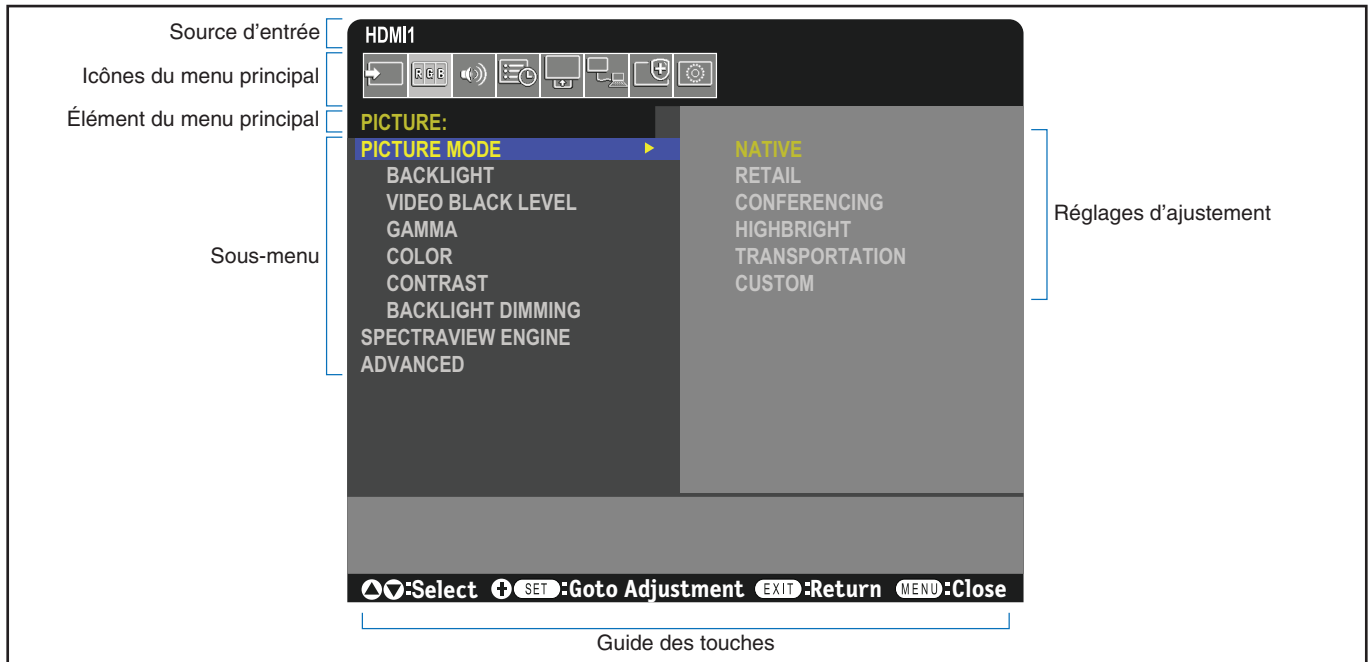 Source d'entrée
HDMI1
Icônes du menu principal
RGB
Élément du menu principal
PICTURE:
Sous-menu
PICTURE MODE
BACKLIGHT
VIDEO BLACK LEVEL
GAMMA
COLOR
CONTRAST
BACKLIGHT DIMMING
SPECTRAVIEW ENGINE
ADVANCED
NATIVE
RETAIL
CONFERENCING
HIGHBRIGHT
TRANSPORTATION
CUSTOM
Réglages d'ajustement
:Select SET:Goto Adjustment EXIT:Return MENU:Close
Guide des touches